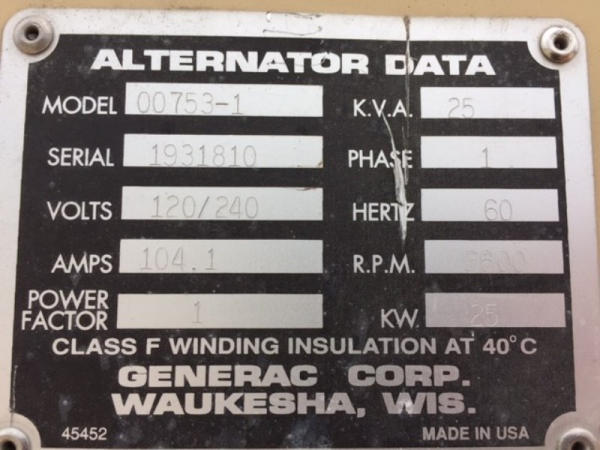 ALTERNATOR DATA
MODEL 00753-1 K.V.A. 25
SERIAL 1931810 PHASE 1
VOLTS 120/240 HERTZ 60
AMPS 104.1 R.P.M.
POWER FACTOR 1 KW 25
CLASS F WINDING INSULATION AT 40°C
GENERAC CORP.
WAUKESHA, WIS.
45452 MADE IN USA